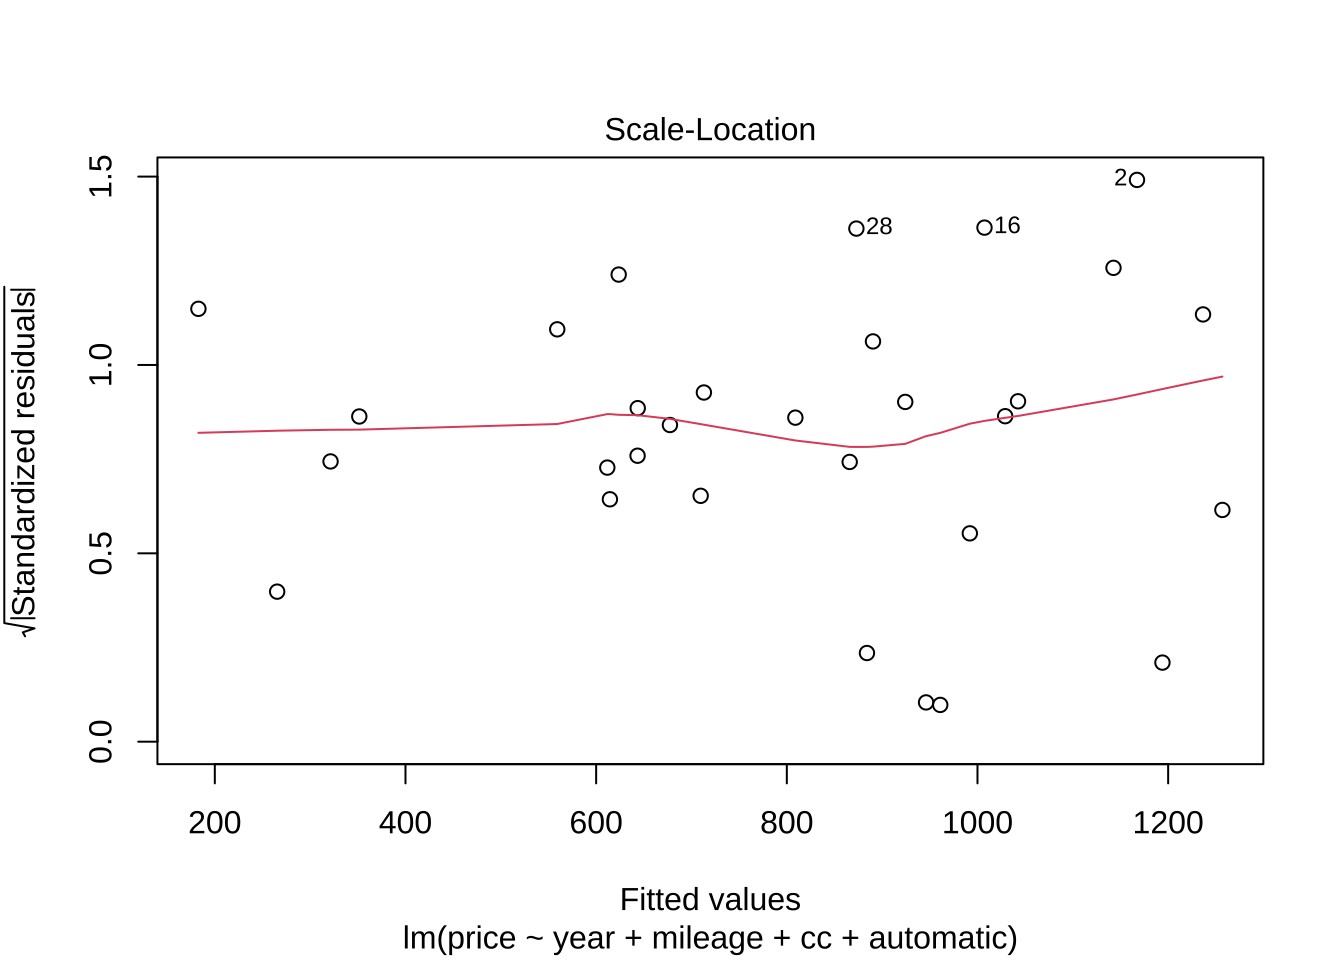 Scale-Location
√|Standardized residuals|
1.5
1.0
0.5
0.0
2
28
16
200 400 600 800 1000 1200
Fitted values
lm(price ~ year + mileage + cc + automatic)